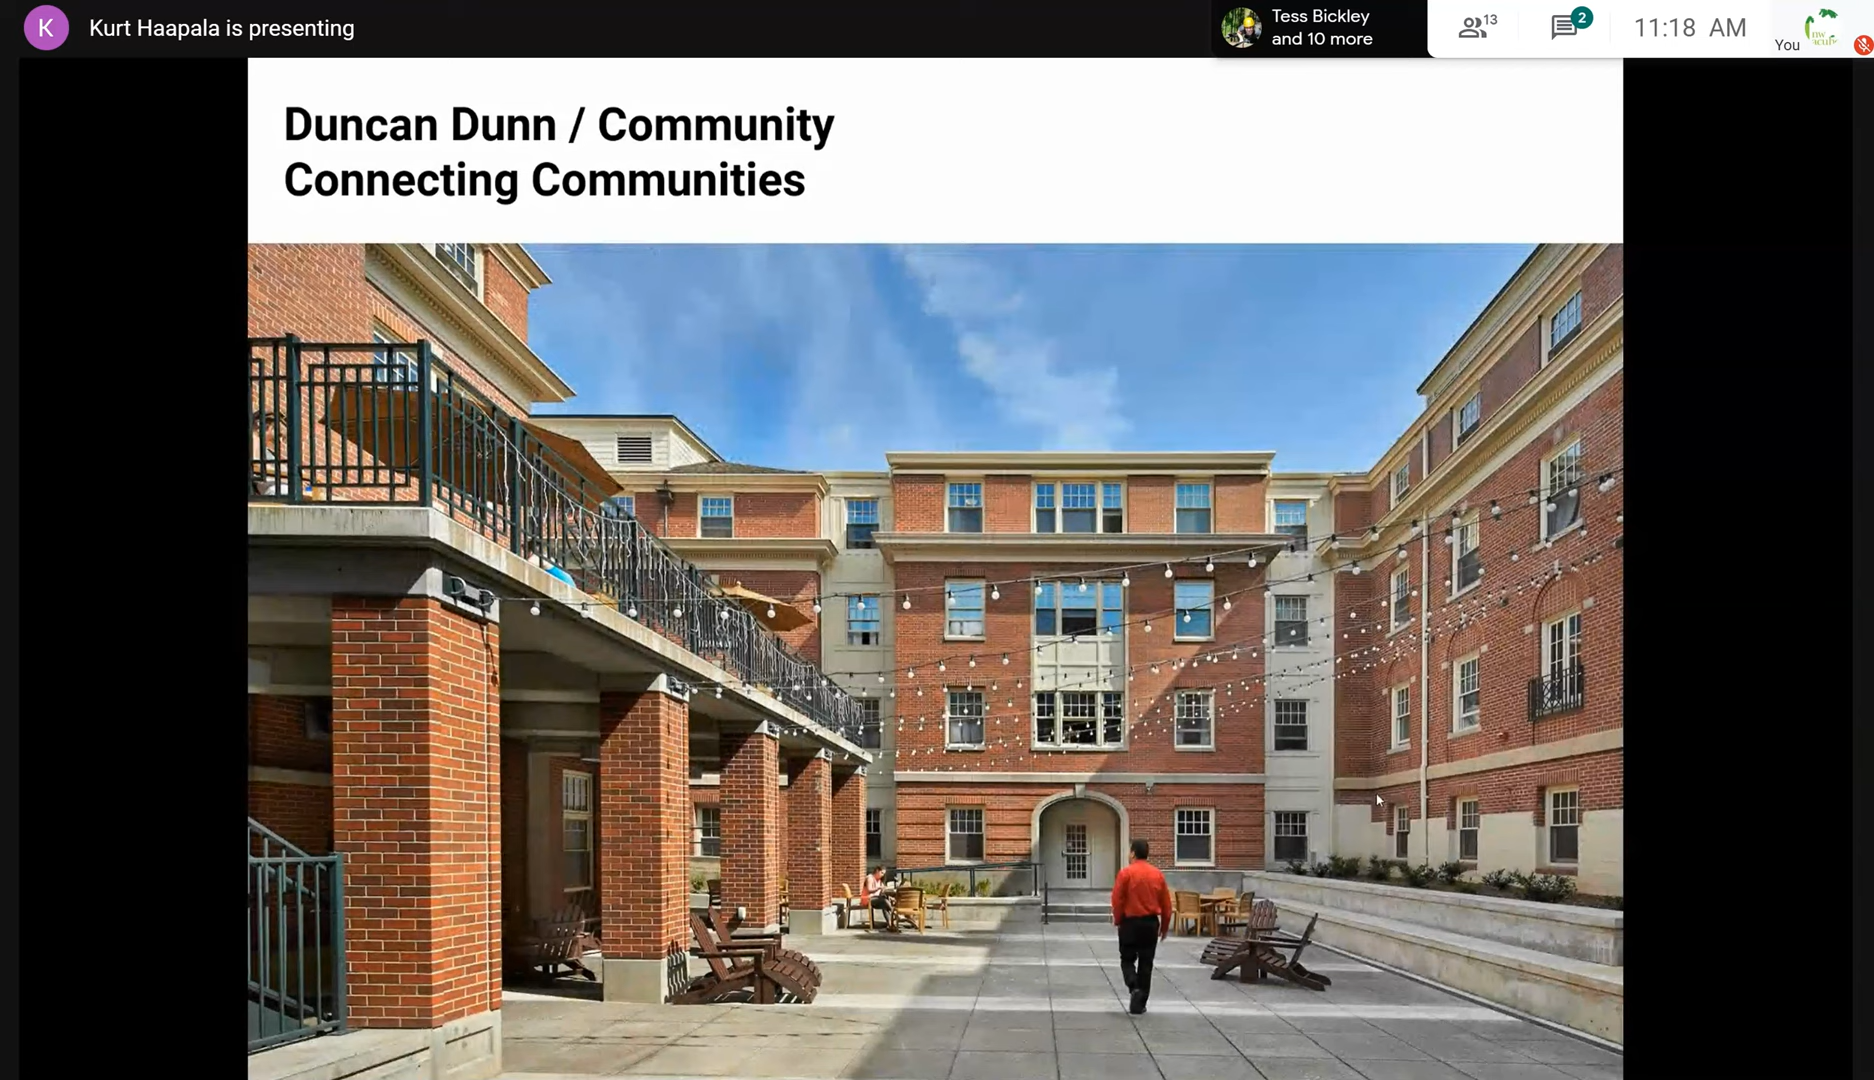 K
Kurt Haapala is presenting
Tess Bickley
and 10 more
13
2
11:18 AM
You
nw
Duncan Dunn / Community
Connecting Communities